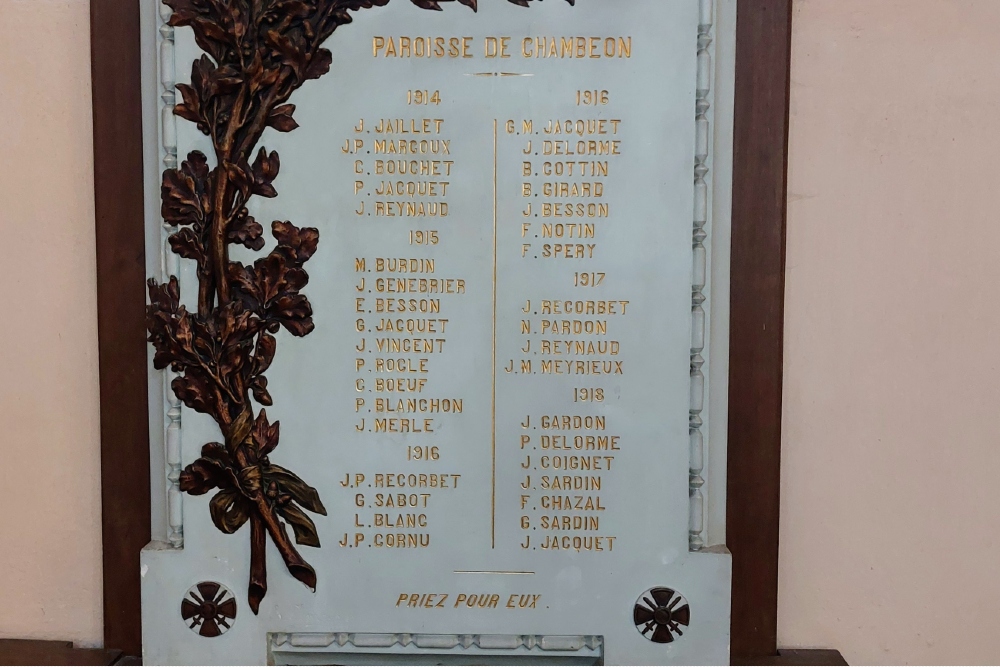 PAROISSE DE CHAMBEON
1914
J. JAILLET
J.P. MARCOUX
C. BOUCHET
P. JACQUET
J. REYNAUD
1915
M. BURDIN
J. GENEBRIER
E. BESSON
G. JACQUET
J. VINCENT
P. ROCLE
C. BOEUF
P. BLANCHON
J. MERLE
1916
J.P. RECORBET
G. SABOT
L. BLANC
J.P. CORNU
1916
G.M. JACQUET
J. DELORME
B. COTTIN
B. GIRARD
J. BESSON
F. NOTIN
F. SPERY
1917
J. RECORBET
N. PARDON
J. REYNAUD
J.M. MEYRIEUX
1918
J. GARDON
P. DELORME
J. COIGNET
J. SARDIN
F. CHAZAL
G. SARDIN
J. JACQUET
PRIEZ POUR EUX.